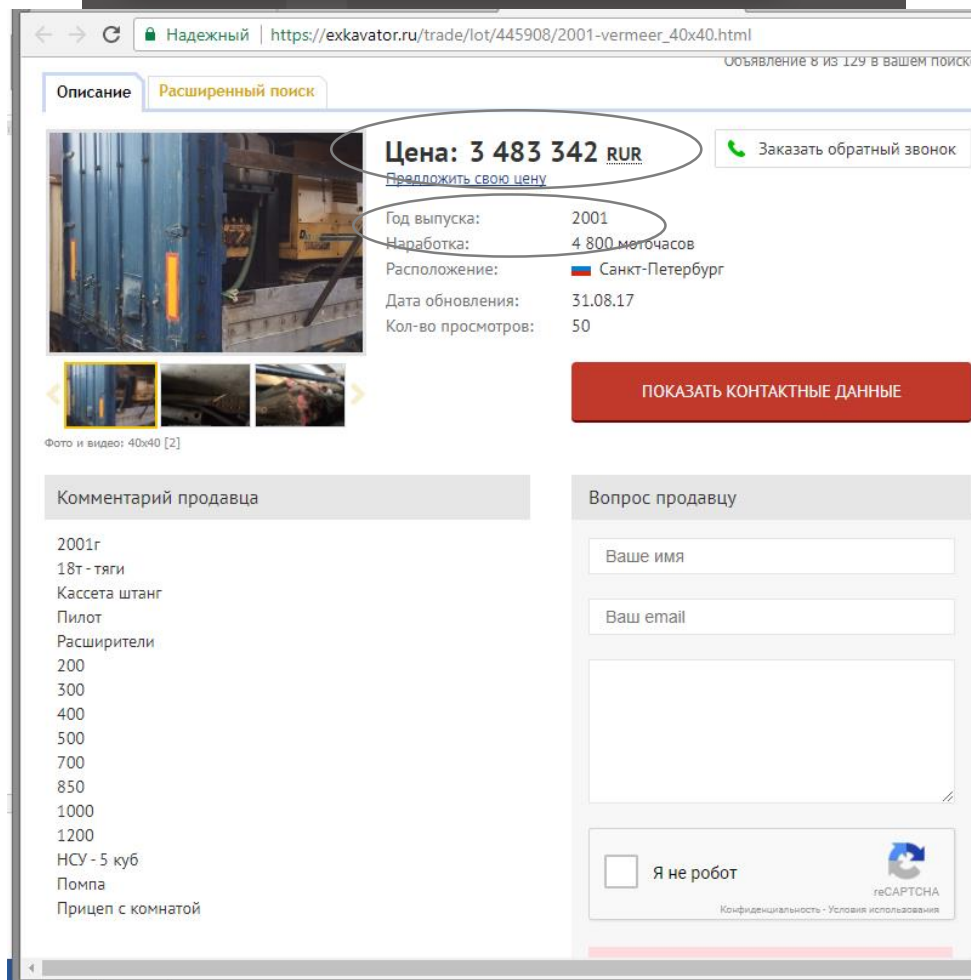 Надежный | https://exkavator.ru/trade/lot/445908/2001-vermeer_40x40.html
Объявление 8 из 129 в вашем поиске
Описание
Расширенный поиск
Цена: 3 483 342 RUR
Заказать обратный звонок
Предложить свою цену
Год выпуска: 2001
Наработка: 4 800 моточасов
Расположение: Санкт-Петербург
Дата обновления: 31.08.17
Кол-во просмотров: 50
ПОКАЗАТЬ КОНТАКТНЫЕ ДАННЫЕ
Фото и видео: 40x40 [2]
Комментарий продавца
2001г
18т - тяги
Кассета штанг
Пилот
Расширители
200
300
400
500
700
850
1000
1200
НСУ - 5 куб
Помпа
Прицеп с комнатой
Вопрос продавцу
Ваше имя
Ваш email
Я не робот
reCAPTCHA
Конфиденциальность - Условия использования